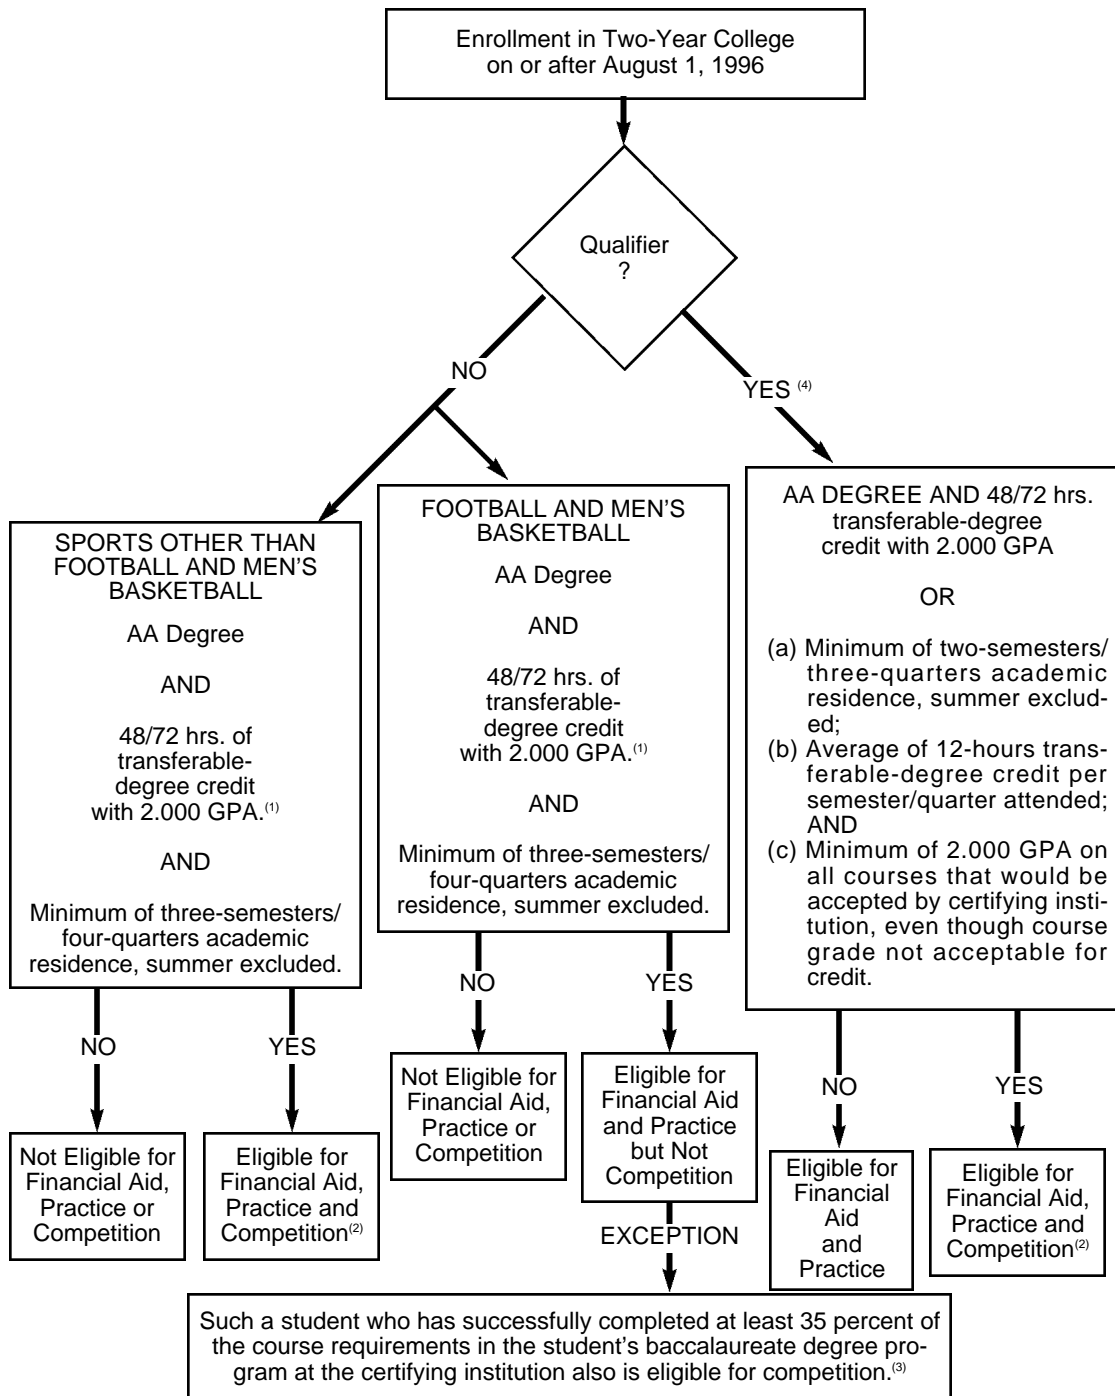 Enrollment in Two-Year College
on or after August 1, 1996
Qualifier
?
NO
YES (4)
SPORTS OTHER THAN
FOOTBALL AND MEN'S
BASKETBALL
AA Degree
AND
48/72 hrs. of
transferable-
degree credit
with 2.000 GPA.(1)
AND
Minimum of three-semesters/
four-quarters academic
residence, summer excluded.
FOOTBALL AND MEN'S
BASKETBALL
AA Degree
AND
48/72 hrs. of
transferable-
degree credit
with 2.000 GPA.(1)
AND
Minimum of three-semesters/
four-quarters academic
residence, summer excluded.
AA DEGREE AND 48/72 hrs.
transferable-degree
credit with 2.000 GPA
OR
(a) Minimum of two-semesters/
three-quarters academic
residence, summer exclud-
ed;
(b) Average of 12-hours trans-
ferable-degree credit per
semester/quarter attended;
AND
(c) Minimum of 2.000 GPA on
all courses that would be
accepted by certifying insti-
tution, even though course
grade not acceptable for
credit.
NO
YES
NO
YES
NO
YES
Not Eligible for
Financial Aid,
Practice or
Competition
Eligible for
Financial Aid,
Practice and
Competition(2)
Not Eligible for
Financial Aid,
Practice or
Competition
Eligible for
Financial Aid
and Practice
but Not
Competition
Eligible for
Financial
Aid
and
Practice
Eligible for
Financial Aid,
Practice and
Competition(2)
EXCEPTION
Such a student who has successfully completed at least 35 percent of
the course requirements in the student's baccalaureate degree pro-
gram at the certifying institution also is eligible for competition.(3)